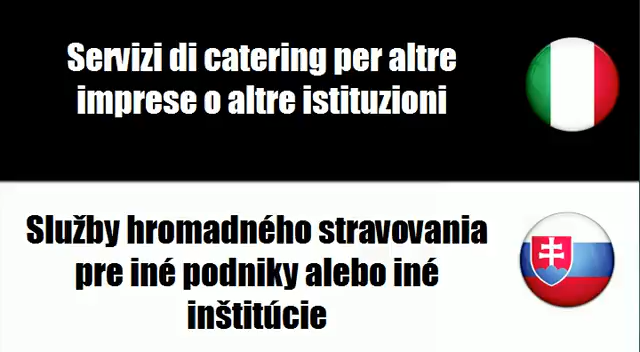 Servizi di catering per altre
imprese o altre istituzioni
Služby hromadného stravovania
pre iné podniky alebo iné
inštitúcie